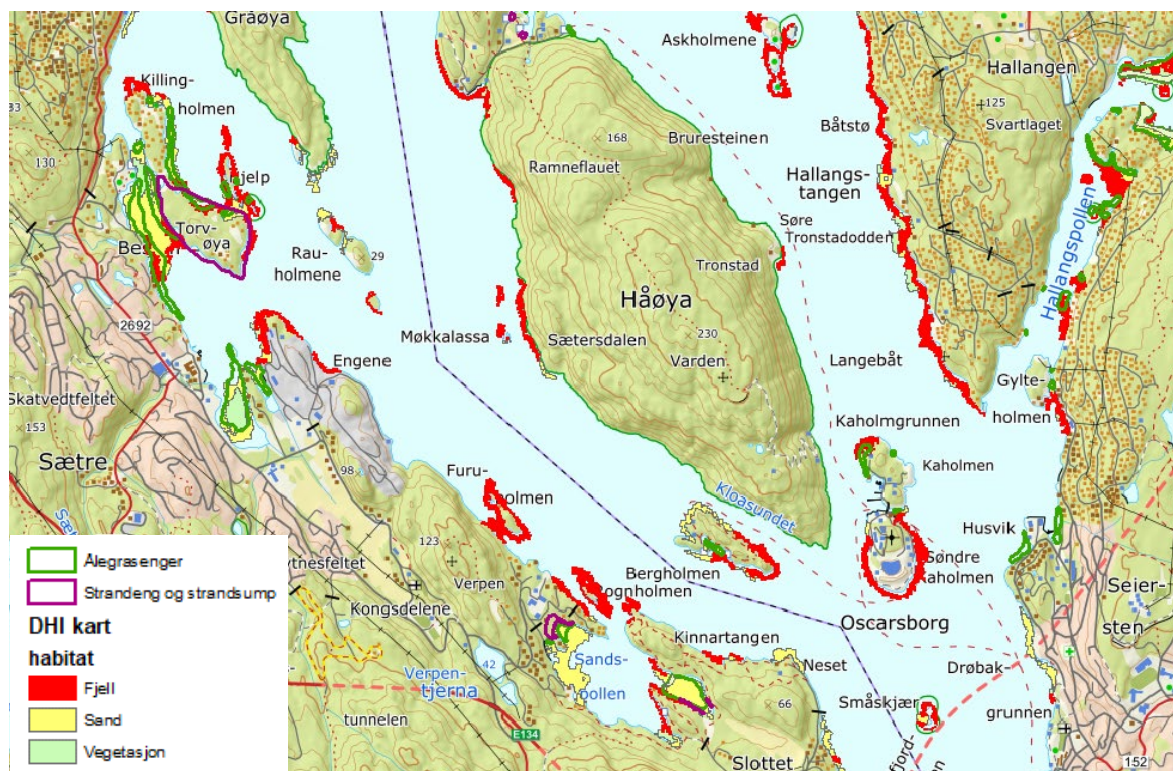 Gråøya
Askholmene
Killing-
holmen
Hallangen
125
Svartlaget
33
168
Båtstø
Bruresteinen
130
Ramneflauet
Hallangs-
tangen
Hallangspollen
Torv-
øya
Søre
Tronstadodden
Rau-
holmene
29
Tronstad
Håøya
2692
Møkkalassa
Sætersdalen
230
Engene
Varden
Langebåt
Skatvedtfeltet
Gylte-
holmen
153
Kaholmgrunnen
Sætre
98
Kaholmen
Furu-
holmen
Kloasundet
Husvik
123
Søndre
Kaholmen
Bergholmen
Verpen
Seier-
sten
Kongsdelene
Oscarsborg
Kinnartangen
Sands-
pollen
Neset
Drøbak-
grunnen
42
Verpen-
tjerna
Småskjær
66
tunnelen
E134
Slottet
152
Ålegrasenger
Strandeng og strandsump
DHI kart
habitat
Fjell
Sand
Vegetasjon